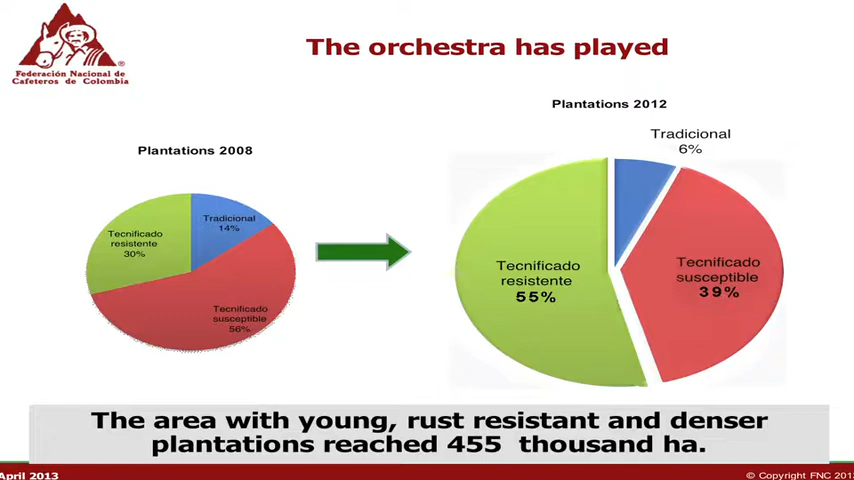 The orchestra has played
®
Federación Nacional de
Cafeteros de Colombia
Plantations 2008
Tradicional
14%
Tecnificado
resistente
30%
Tecnificado
susceptible
56%
Plantations 2012
Tradicional
6%
Tecnificado
resistente
55%
Tecnificado
susceptible
39%
The area with young, rust resistant and denser
plantations reached 455 thousand ha.
April 2013
© Copyright FNC 2013